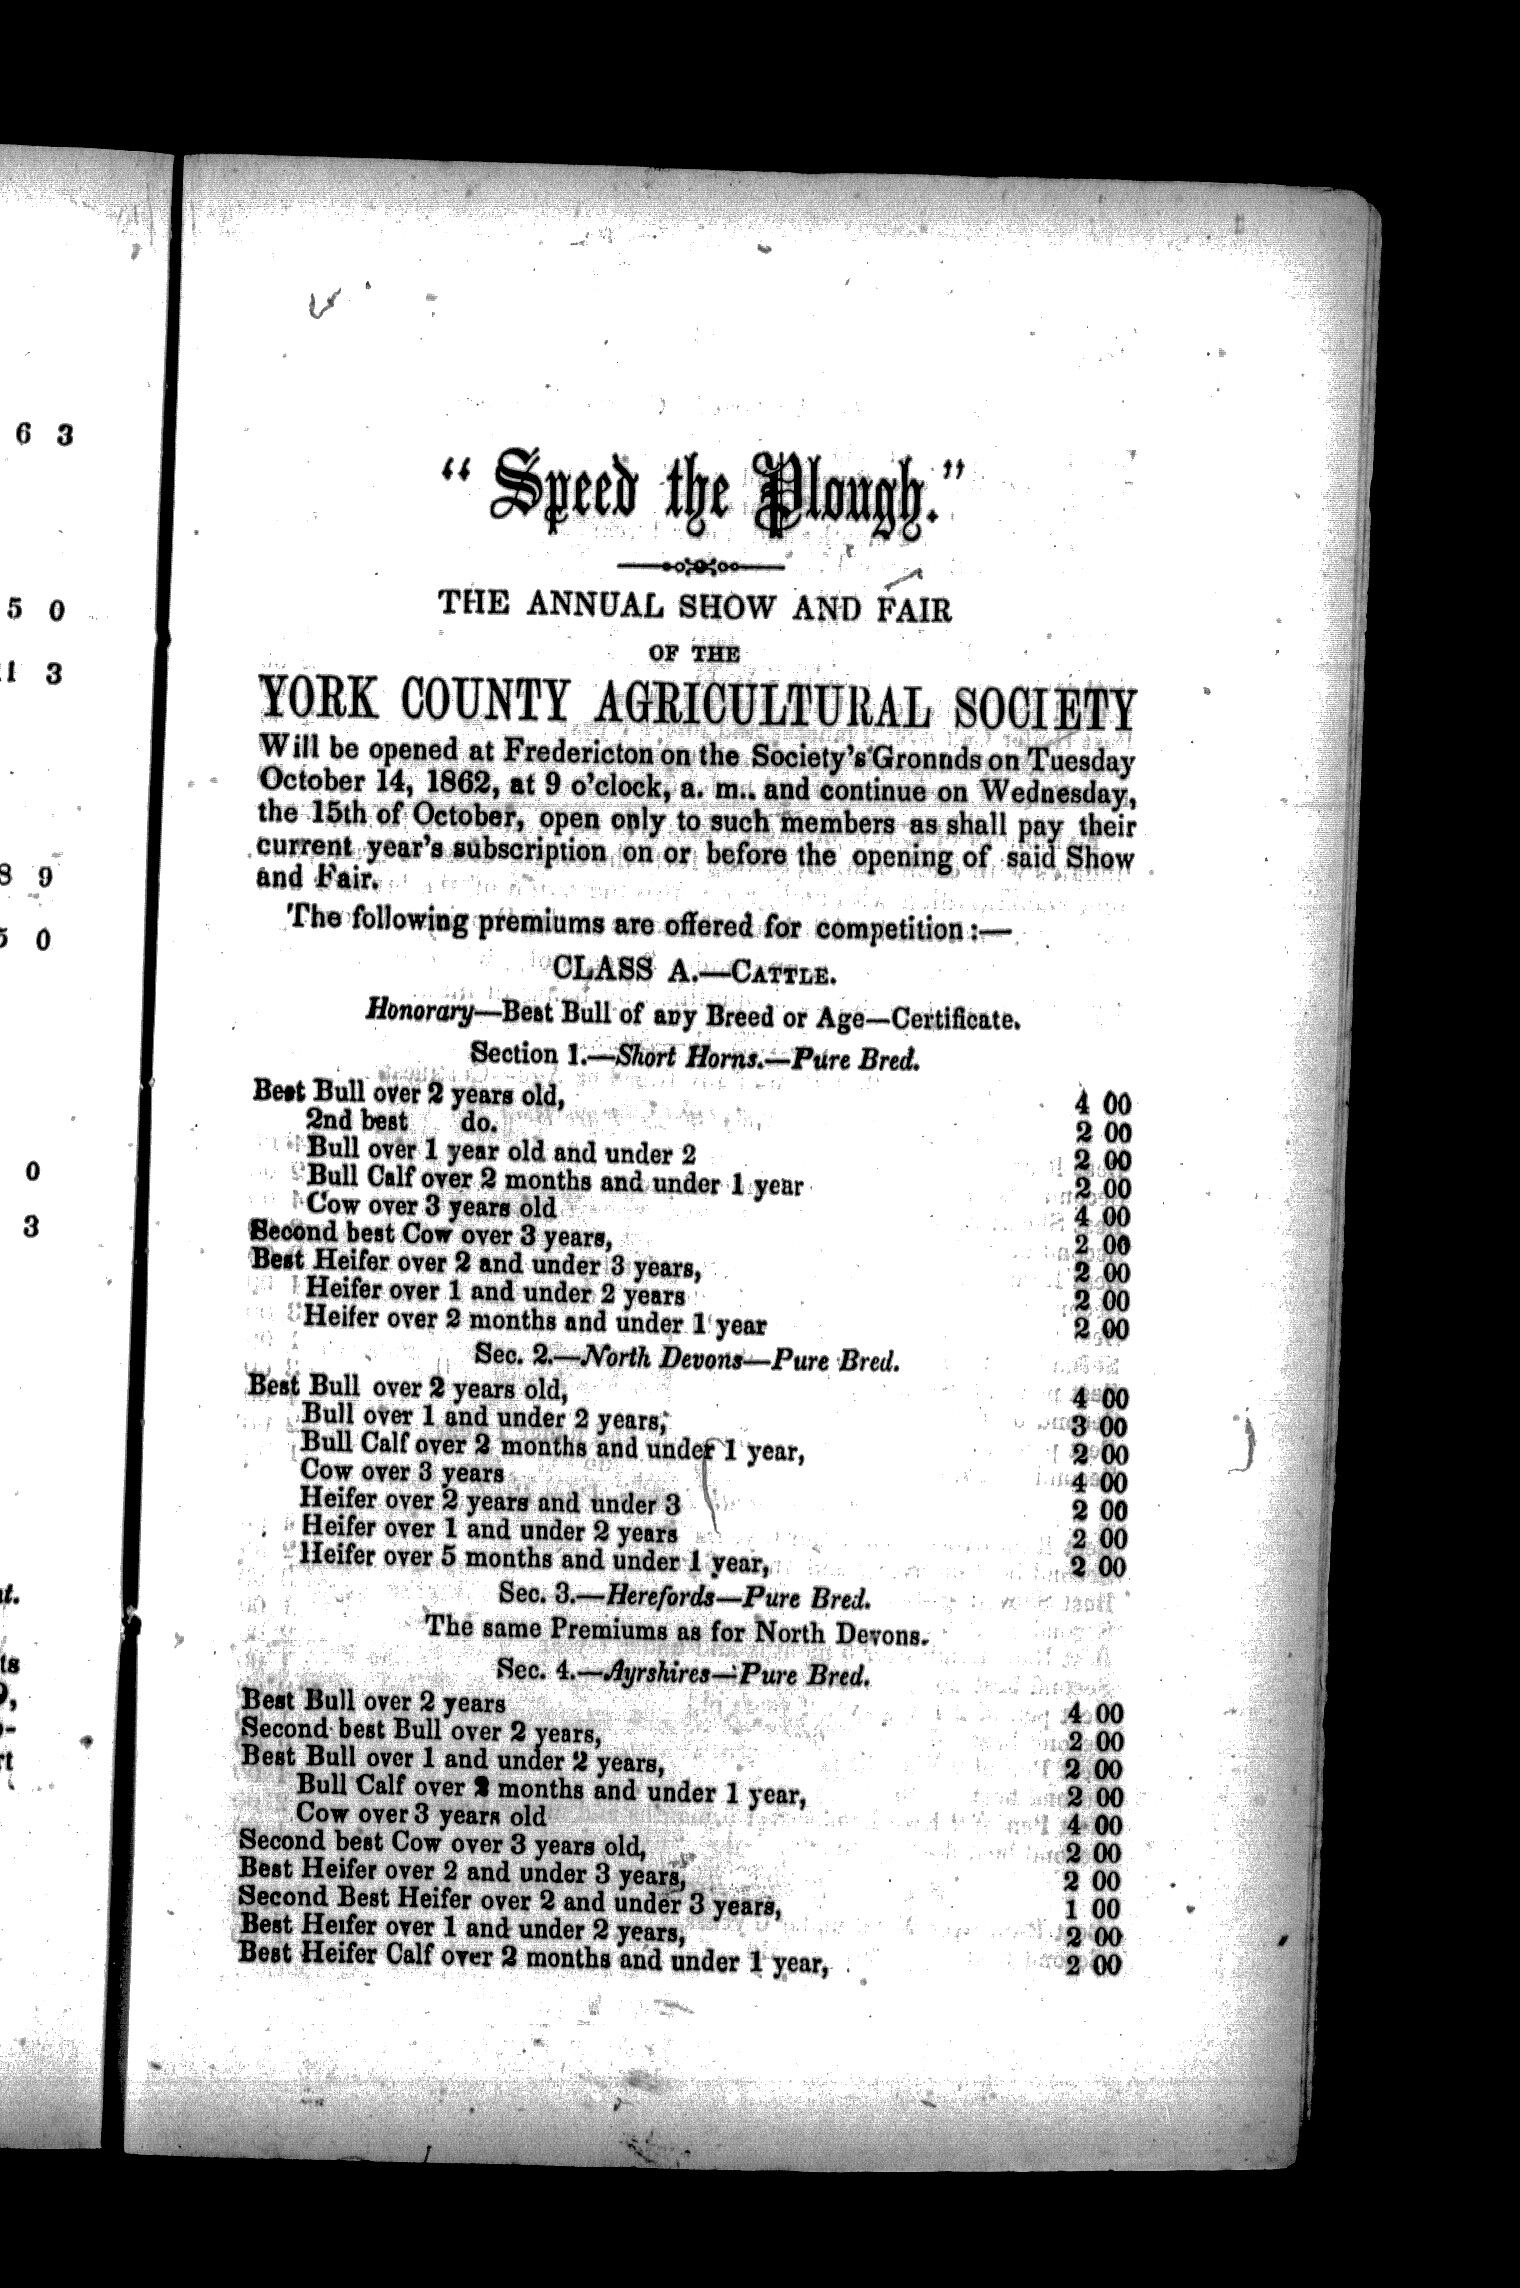 6 3
5 0
1 3
8 9
5 0
0
3
t.
ts
,
-
rt
“ Speed the Plough.”
THE ANNUAL SHOW AND FAIR
OF THE
YORK COUNTY AGRICULTURAL SOCIETY
Will be opened at Fredericton on the Society's Gronnds on Tuesday
October 14, 1862, at 9 o'clock, a. m.. and continue on Wednesday,
the 15th of October, open only to such members as shall pay their
current year's subscription on or before the opening of said Show
and Fair.
The following premiums are offered for competition :—
CLASS A.—CATTLE.
Honorary—Best Bull of any Breed or Age—Certificate.
Section 1.—Short Horns.—Pure Bred.
Best Bull over 2 years old, 4 00
2nd best do. 2 00
Bull over 1 year old and under 2 2 00
Bull Calf over 2 months and under 1 year 2 00
Cow over 3 years old 4 00
Second best Cow over 3 years, 2 00
Best Heifer over 2 and under 3 years, 2 00
Heifer over 1 and under 2 years 2 00
Heifer over 2 months and under 1 year 2 00
Sec. 2.—North Devons—Pure Bred.
Best Bull over 2 years old, 4 00
Bull over 1 and under 2 years, 3 00
Bull Calf over 2 months and under 1 year, 2 00
Cow over 3 years 4 00
Heifer over 2 years and under 3 2 00
Heifer over 1 and under 2 years 2 00
Heifer over 5 months and under 1 year, 2 00
Sec. 3.—Herefords—Pure Bred.
The same Premiums as for North Devons.
Sec. 4.—Ayrshires—Pure Bred.
Best Bull over 2 years 4 00
Second best Bull over 2 years, 2 00
Best Bull over 1 and under 2 years, 2 00
Bull Calf over 2 months and under 1 year, 2 00
Cow over 3 years old 4 00
Second best Cow over 3 years old, 2 00
Best Heifer over 2 and under 3 years, 2 00
Second Best Heifer over 2 and under 3 years, 1 00
Best Heifer over 1 and under 2 years, 2 00
Best Heifer Calf over 2 months and under 1 year, 2 00